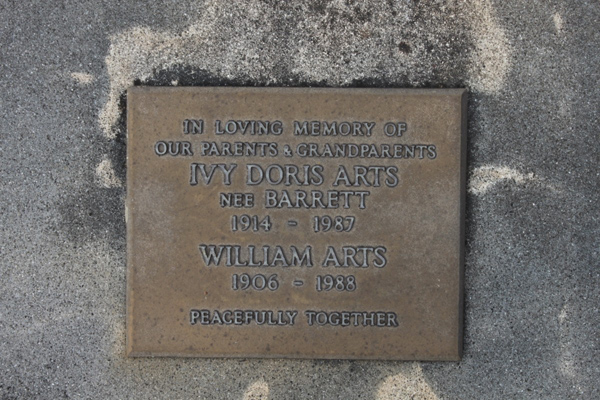 IN LOVING MEMORY OF
OUR PARENTS & GRANDPARENTS
IVY DORIS ARTS
NEE BARRETT
1914 - 1987
WILLIAM ARTS
1906 - 1988
PEACEFULLY TOGETHER